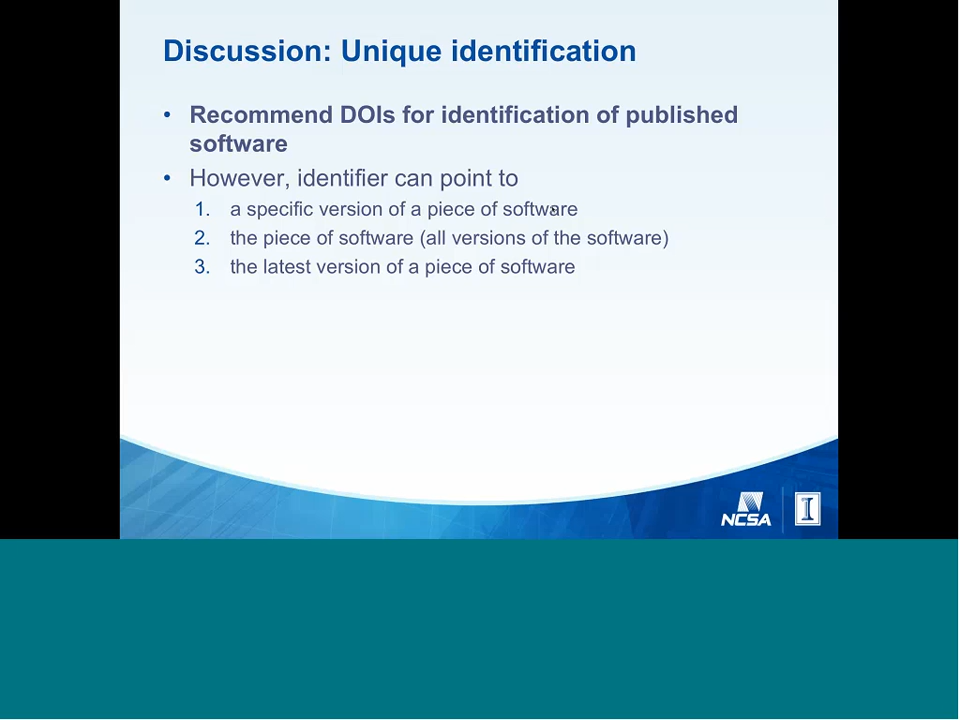 Discussion: Unique identification
• Recommend DOIs for identification of published
software
• However, identifier can point to
1. a specific version of a piece of software
2. the piece of software (all versions of the software)
3. the latest version of a piece of software
NCSA
I